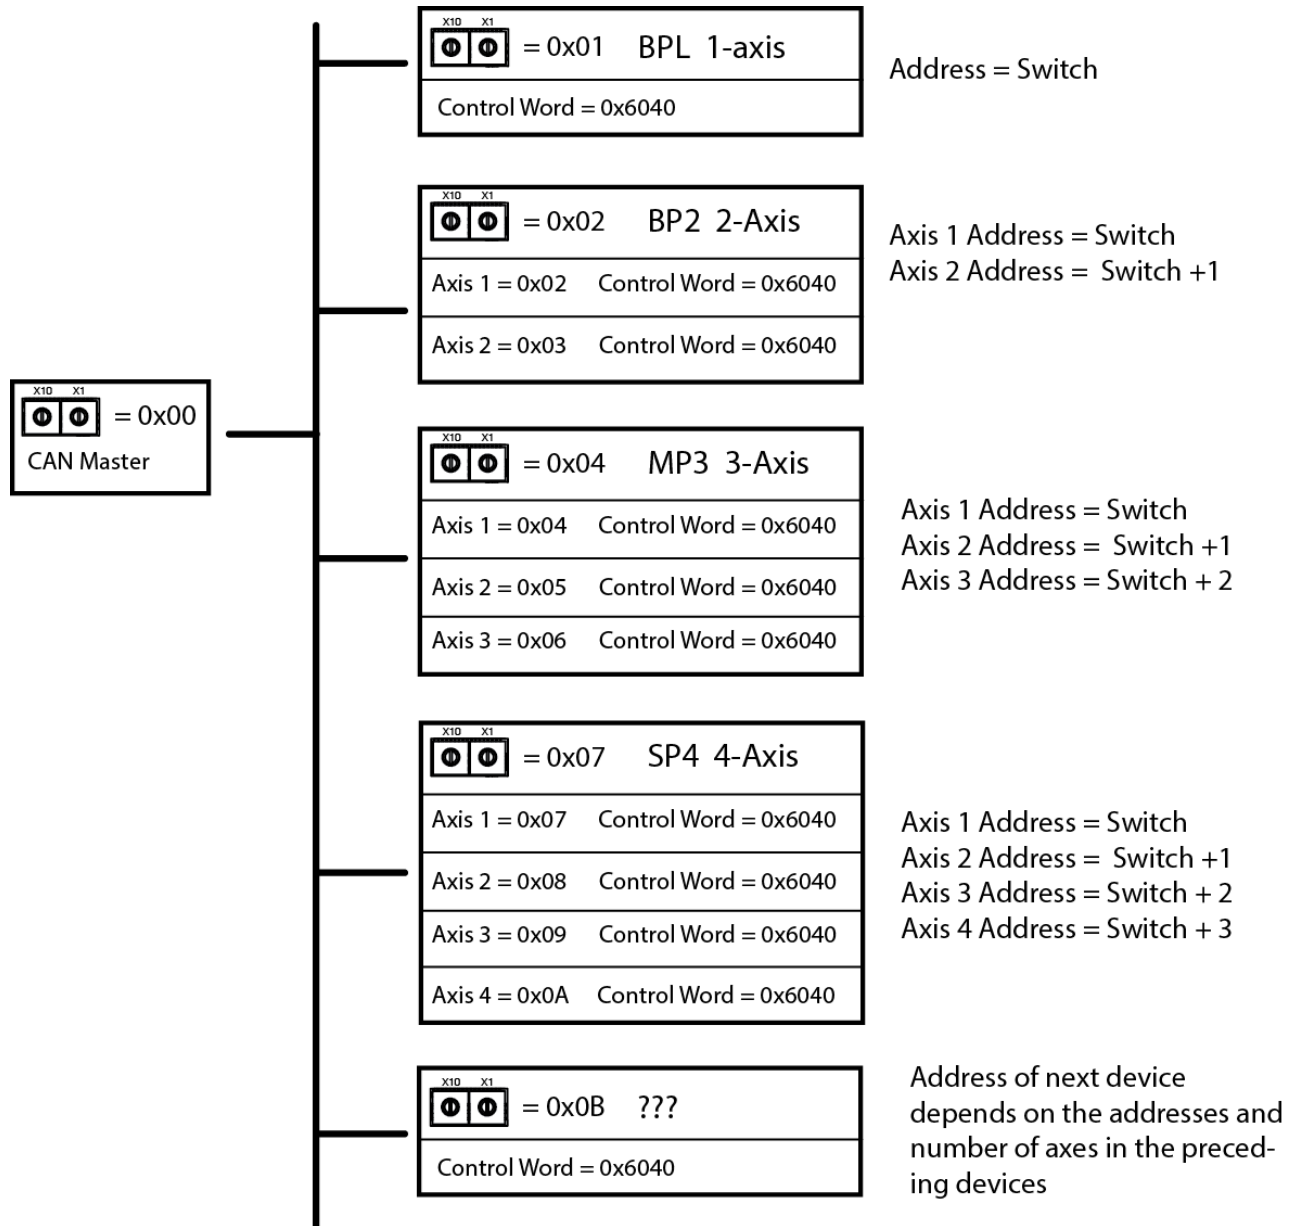 X10 X1
= 0x01 BPL 1-axis
Control Word = 0x6040
Address = Switch
X10 X1
= 0x02 BP2 2-Axis
Axis 1 = 0x02 Control Word = 0x6040
Axis 2 = 0x03 Control Word = 0x6040
Axis 1 Address = Switch
Axis 2 Address = Switch +1
X10 X1
= 0x00
CAN Master
X10 X1
= 0x04 MP3 3-Axis
Axis 1 = 0x04 Control Word = 0x6040
Axis 2 = 0x05 Control Word = 0x6040
Axis 3 = 0x06 Control Word = 0x6040
Axis 1 Address = Switch
Axis 2 Address = Switch +1
Axis 3 Address = Switch + 2
X10 X1
= 0x07 SP4 4-Axis
Axis 1 = 0x07 Control Word = 0x6040
Axis 2 = 0x08 Control Word = 0x6040
Axis 3 = 0x09 Control Word = 0x6040
Axis 4 = 0x0A Control Word = 0x6040
Axis 1 Address = Switch
Axis 2 Address = Switch +1
Axis 3 Address = Switch + 2
Axis 4 Address = Switch + 3
X10 X1
= 0x0B ???
Control Word = 0x6040
Address of next device
depends on the addresses and
number of axes in the preced-
ing devices